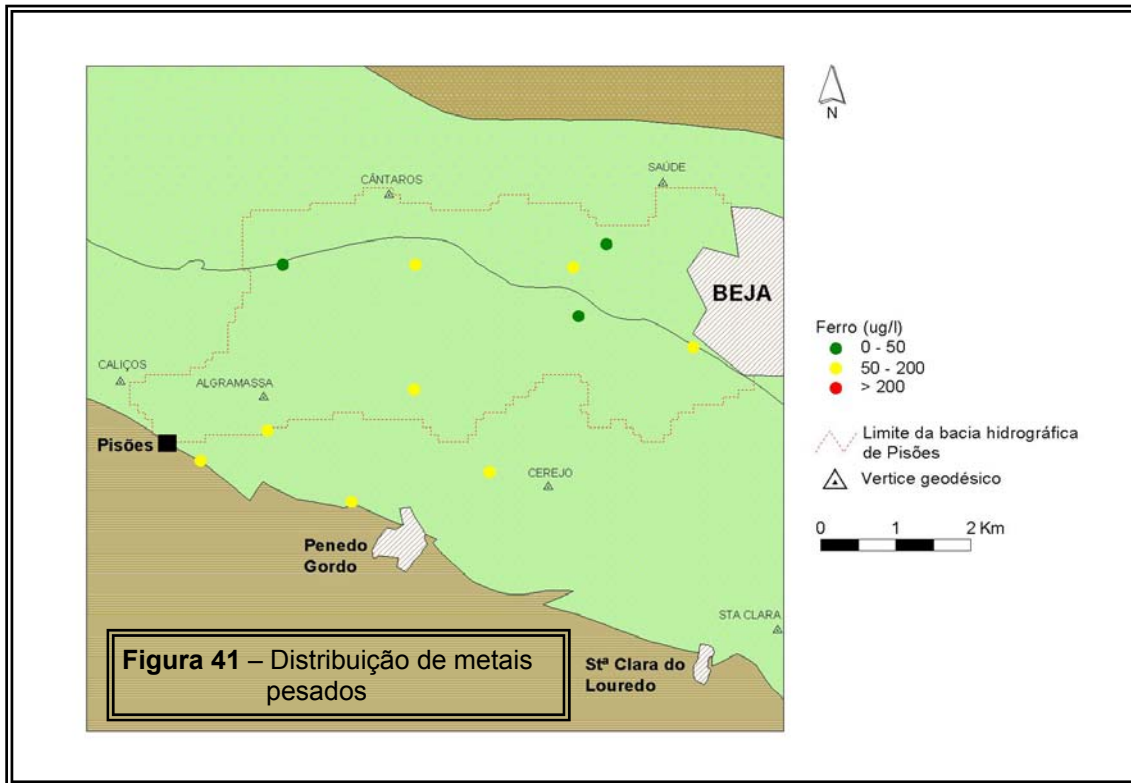 N
SAÚDE
CÂNTAROS
BEJA
Ferro (ug/l)
0 - 50
50 - 200
> 200
CALIÇOS
ALGRAMASSA
Pisões
Limite da bacia hidrográfica
de Pisões
Vertice geodésico
CEREJO
0 1 2 Km
Penedo
Gordo
STA CLARA
Stª Clara do
Louredo
Figura 41 – Distribuição de metais
pesados